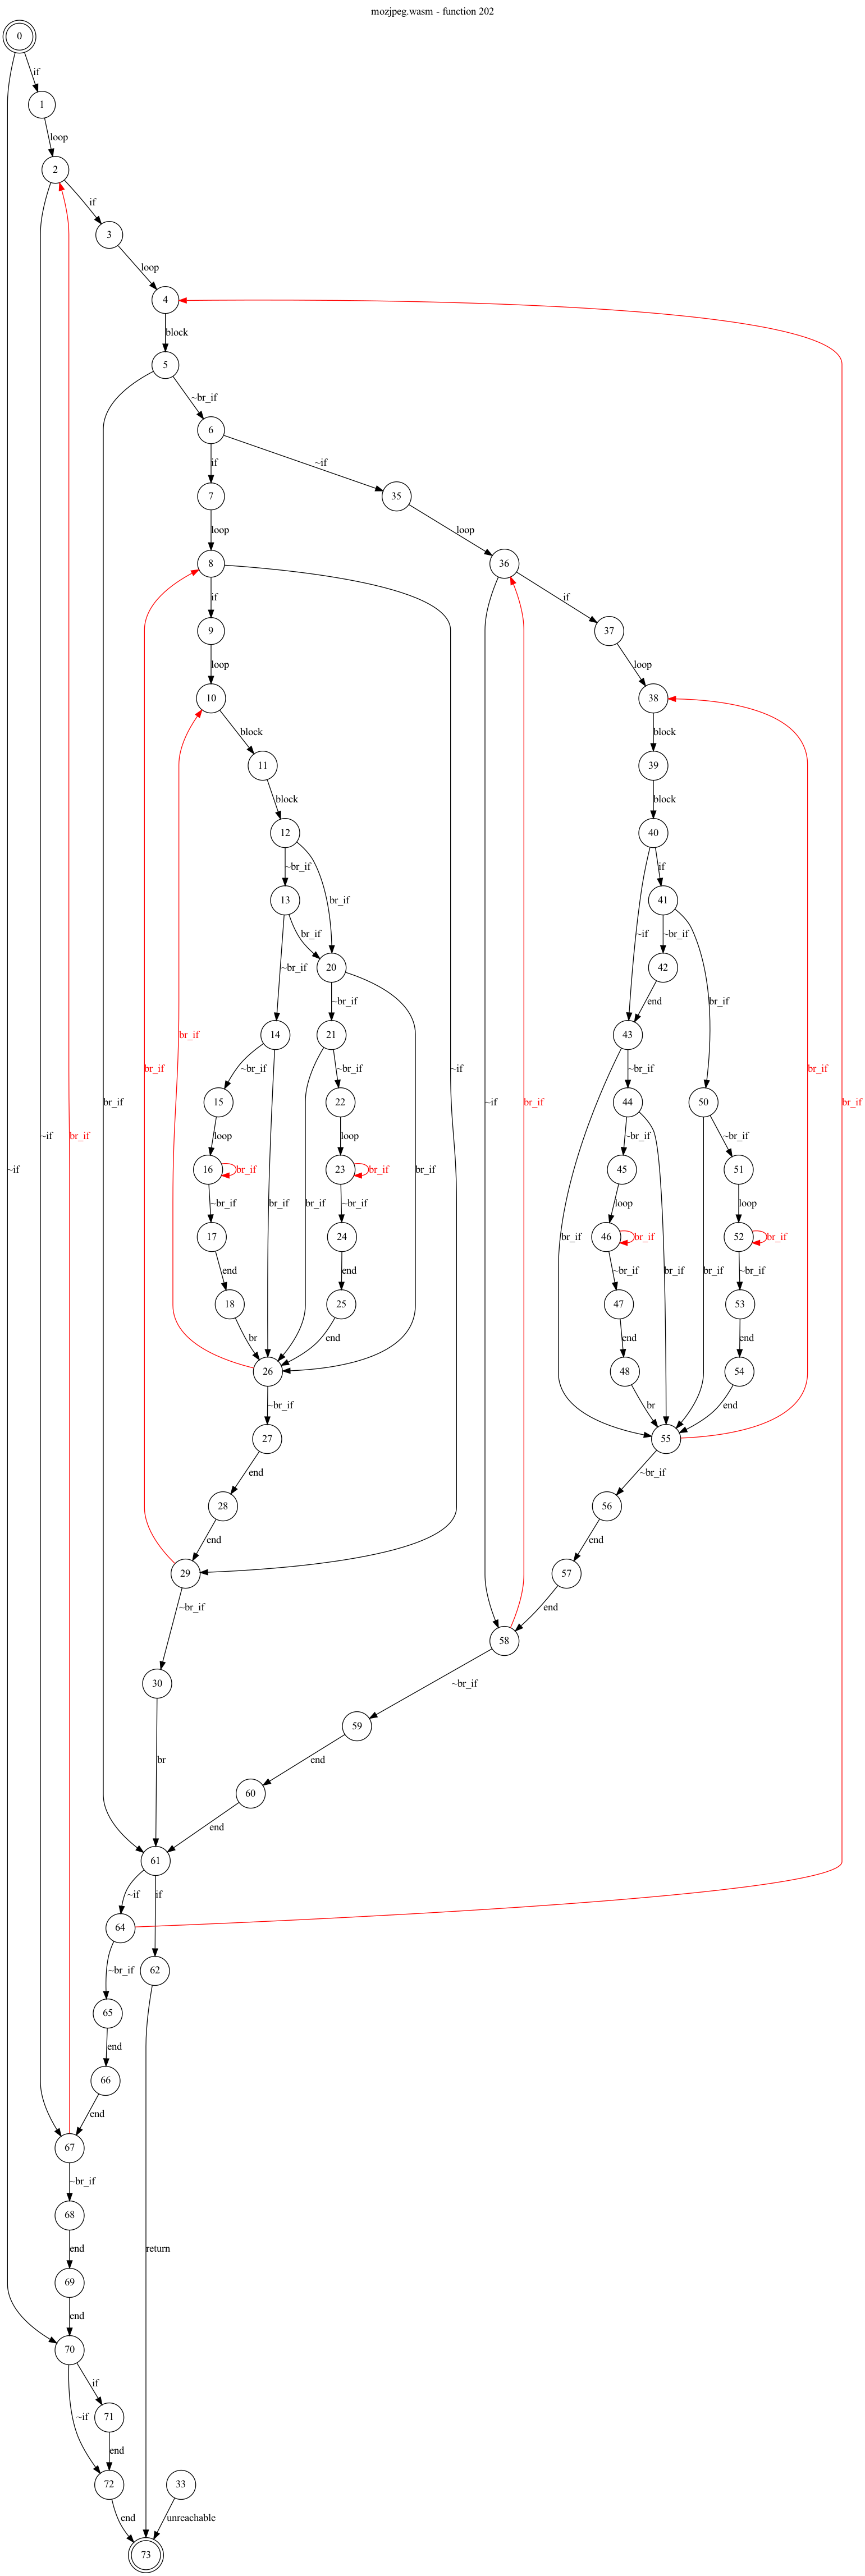 mozjpeg.wasm - function 202
0
if
1
loop
2
if
3
loop
4
block
5
~br_if
6
if
~if
7
35
loop
loop
8
36
if
if
9
37
loop
loop
10
38
block
block
11
39
block
block
12
40
~br_if
br_if
if
13
41
br_if
~if
~br_if
20
42
~br_if
~br_if
end
br_if
14
21
43
br_if
br_if
~if
br_if
br_if
~br_if
~br_if
~br_if
~if
br_if
15
22
44
50
~if
~if
br_if
br_if
loop
loop
~br_if
~br_if
16
br_if
23
br_if
br_if
45
51
~br_if
br_if
br_if
~br_if
loop
loop
17
24
br_if
46
br_if
br_if
br_if
52
br_if
end
end
~br_if
~br_if
18
25
47
53
br
end
end
end
26
48
54
~br_if
br
end
27
55
end
~br_if
28
56
end
end
29
57
~br_if
end
58
30
~br_if
59
br
end
60
end
61
~if
if
64
~br_if
62
65
end
66
end
67
~br_if
68
return
end
69
end
70
if
71
~if
end
72
33
end
unreachable
73